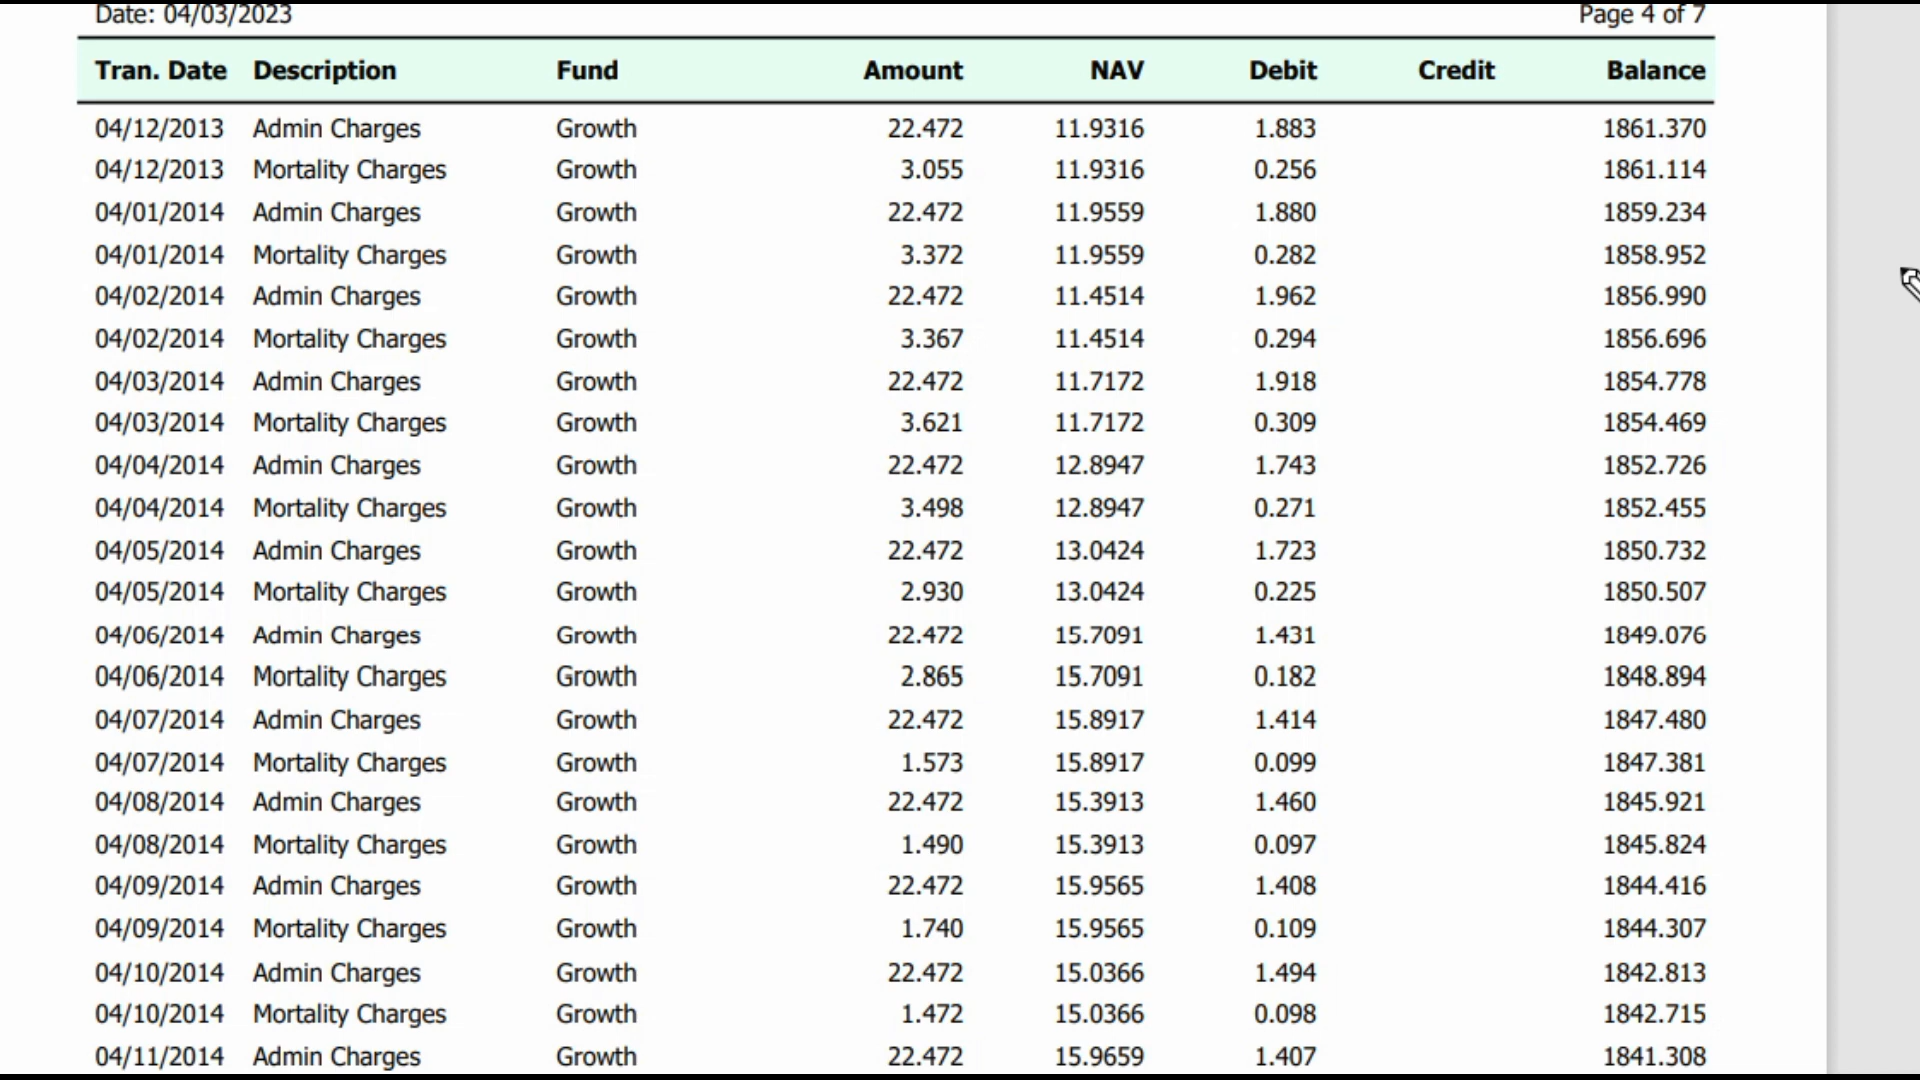 Date: 04/03/2023 Page 4 of 7
Tran. Date Description Fund Amount NAV Debit Credit Balance
04/12/2013 Admin Charges Growth 22.472 11.9316 1.883 1861.370
04/12/2013 Mortality Charges Growth 3.055 11.9316 0.256 1861.114
04/01/2014 Admin Charges Growth 22.472 11.9559 1.880 1859.234
04/01/2014 Mortality Charges Growth 3.372 11.9559 0.282 1858.952
04/02/2014 Admin Charges Growth 22.472 11.4514 1.962 1856.990
04/02/2014 Mortality Charges Growth 3.367 11.4514 0.294 1856.696
04/03/2014 Admin Charges Growth 22.472 11.7172 1.918 1854.778
04/03/2014 Mortality Charges Growth 3.621 11.7172 0.309 1854.469
04/04/2014 Admin Charges Growth 22.472 12.8947 1.743 1852.726
04/04/2014 Mortality Charges Growth 3.498 12.8947 0.271 1852.455
04/05/2014 Admin Charges Growth 22.472 13.0424 1.723 1850.732
04/05/2014 Mortality Charges Growth 2.930 13.0424 0.225 1850.507
04/06/2014 Admin Charges Growth 22.472 15.7091 1.431 1849.076
04/06/2014 Mortality Charges Growth 2.865 15.7091 0.182 1848.894
04/07/2014 Admin Charges Growth 22.472 15.8917 1.414 1847.480
04/07/2014 Mortality Charges Growth 1.573 15.8917 0.099 1847.381
04/08/2014 Admin Charges Growth 22.472 15.3913 1.460 1845.921
04/08/2014 Mortality Charges Growth 1.490 15.3913 0.097 1845.824
04/09/2014 Admin Charges Growth 22.472 15.9565 1.408 1844.416
04/09/2014 Mortality Charges Growth 1.740 15.9565 0.109 1844.307
04/10/2014 Admin Charges Growth 22.472 15.0366 1.494 1842.813
04/10/2014 Mortality Charges Growth 1.472 15.0366 0.098 1842.715
04/11/2014 Admin Charges Growth 22.472 15.9659 1.407 1841.308